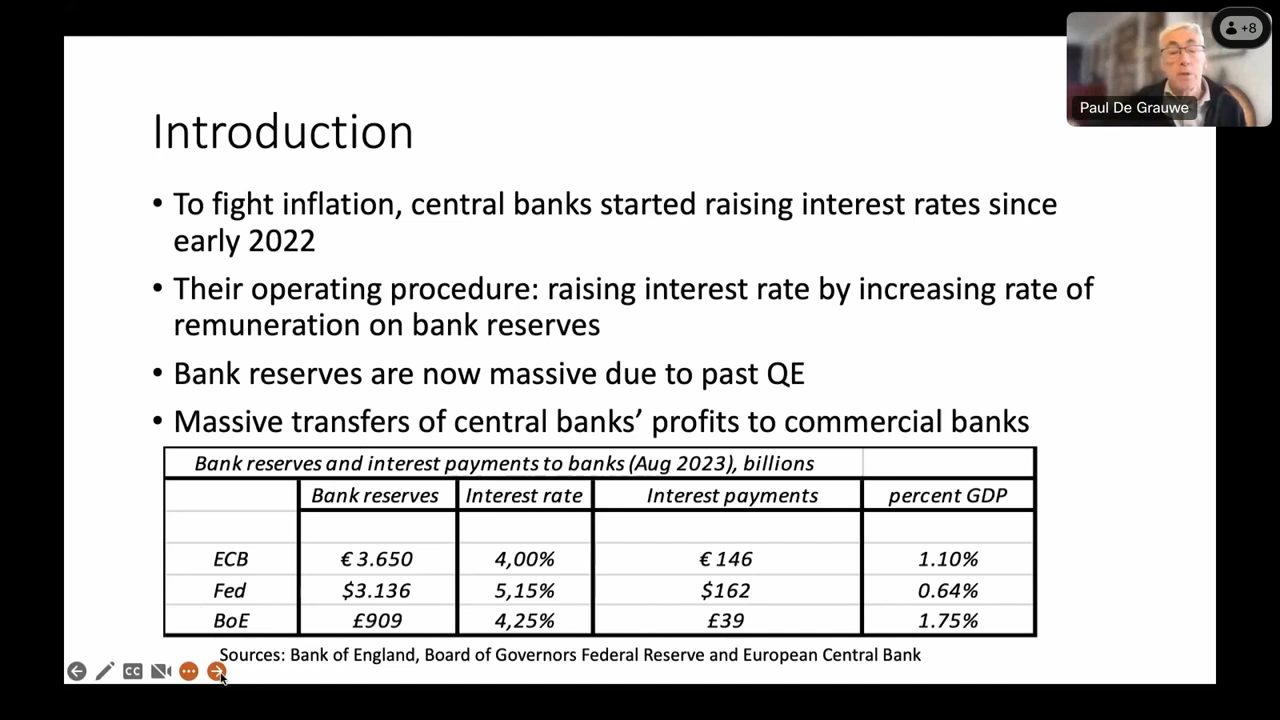 +8
Paul De Grauwe
Introduction
• To fight inflation, central banks started raising interest rates since
early 2022
• Their operating procedure: raising interest rate by increasing rate of
remuneration on bank reserves
• Bank reserves are now massive due to past QE
• Massive transfers of central banks’ profits to commercial banks
Bank reserves and interest payments to banks (Aug 2023), billions
Bank reserves Interest rate Interest payments percent GDP
ECB € 3.650 4,00% € 146 1.10%
Fed $3.136 5,15% $162 0.64%
BoE £909 4,25% £39 1.75%
Sources: Bank of England, Board of Governors Federal Reserve and European Central Bank
CC